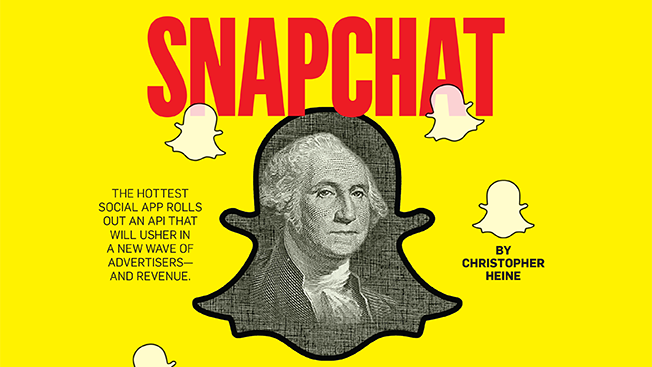 SNAPCHAT
THE HOTTEST
SOCIAL APP ROLLS
OUT AN API THAT
WILL USHER IN
A NEW WAVE OF
ADVERTISERS—
AND REVENUE.
BY
CHRISTOPHER
HEINE